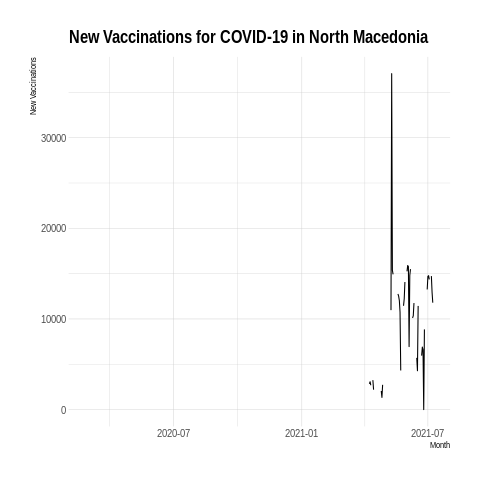 New Vaccinations for COVID-19 in North Macedonia
New Vaccinations
30000
20000
10000
0
2020-07 2021-01 2021-07
Month